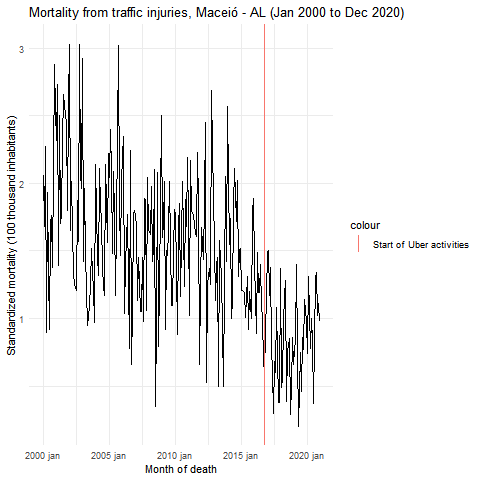 Mortality from traffic injuries, Maceió - AL (Jan 2000 to Dec 2020)
Standardized mortality (100 thousand inhabitants)
3
2
1
2000 jan
2005 jan
2010 jan
2015 jan
2020 jan
Month of death
colour
Start of Uber activities